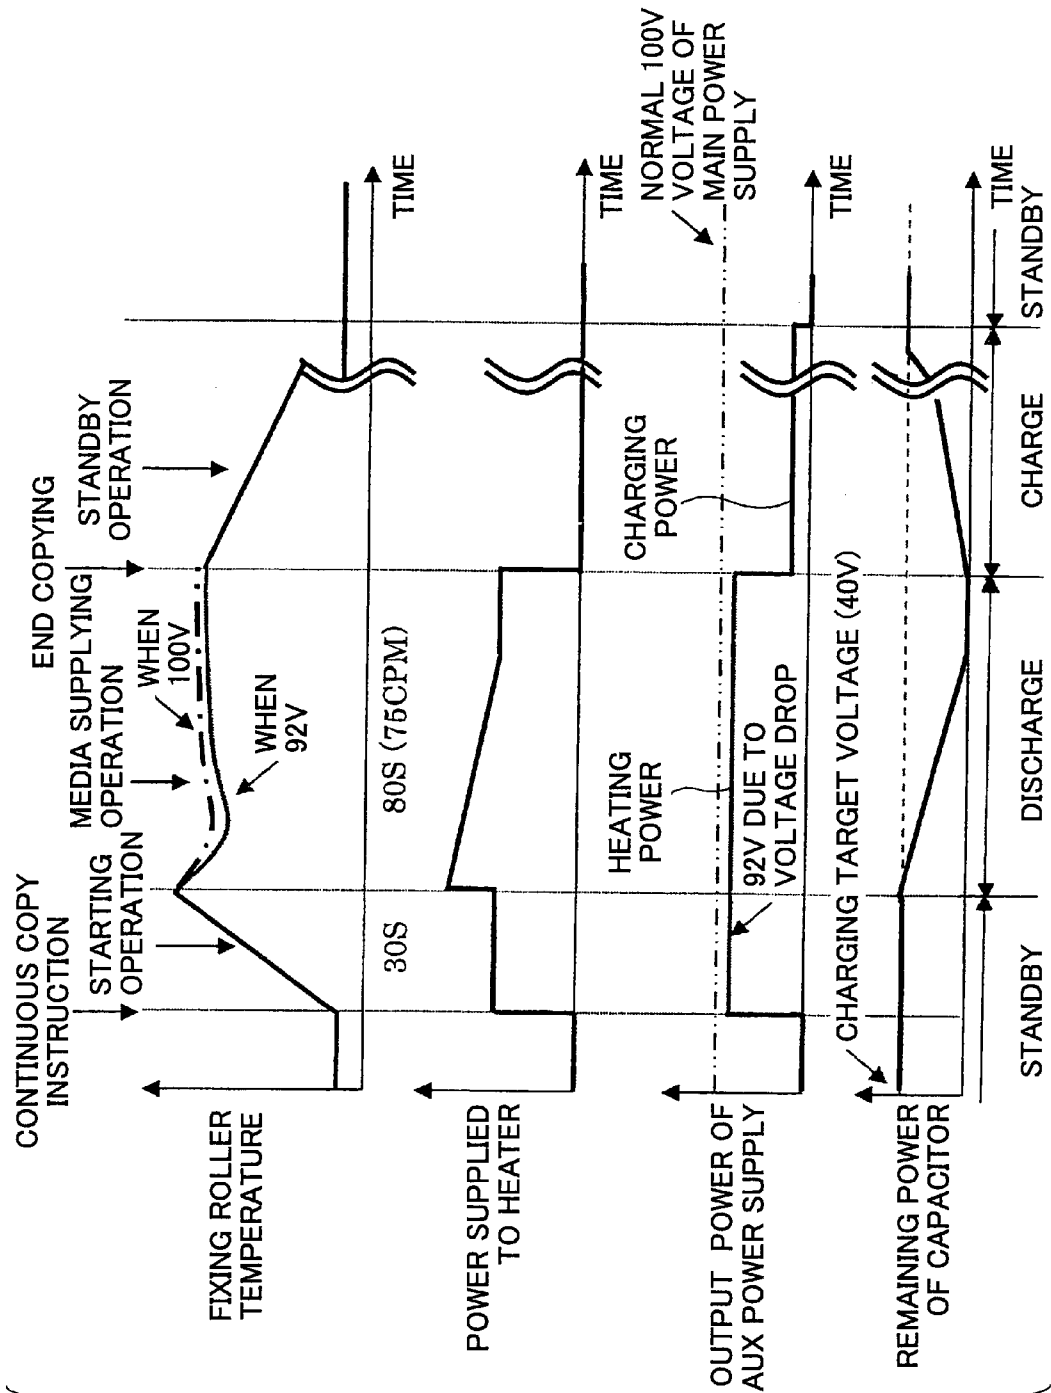 CONTINUOUS COPY
INSTRUCTION
STARTING
OPERATION
END COPYING
MEDIA SUPPLYING
OPERATION
WHEN
100V
WHEN
92V
STANDBY
OPERATION
FIXING ROLLER
TEMPERATURE
30S
80S (75CPM)
TIME
POWER SUPPLIED
TO HEATER
TIME
NORMAL 100V
VOLTAGE OF
MAIN POWER
SUPPLY
HEATING
POWER
CHARGING
POWER
OUTPUT POWER OF
AUX POWER SUPPLY
92V DUE TO
VOLTAGE DROP
TIME
CHARGING TARGET VOLTAGE (40V)
REMAINING POWER
OF CAPACITOR
TIME
STANDBY
DISCHARGE
CHARGE
STANDBY